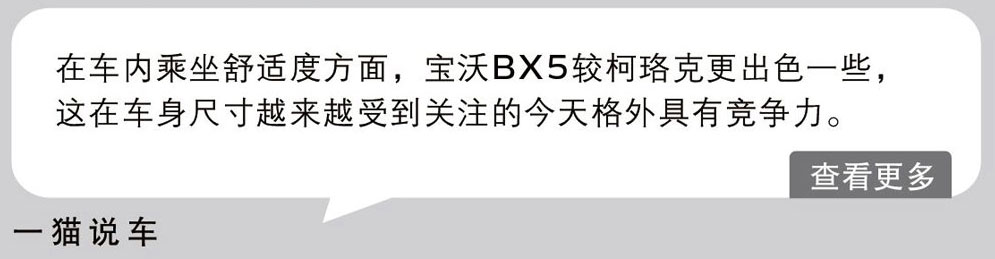 在车内乘坐舒适度方面，宝沃BX5较柯珞克更出色一些，
这在车身尺寸越来越受到关注的今天格外具有竞争力。
查看更多
一猫说车